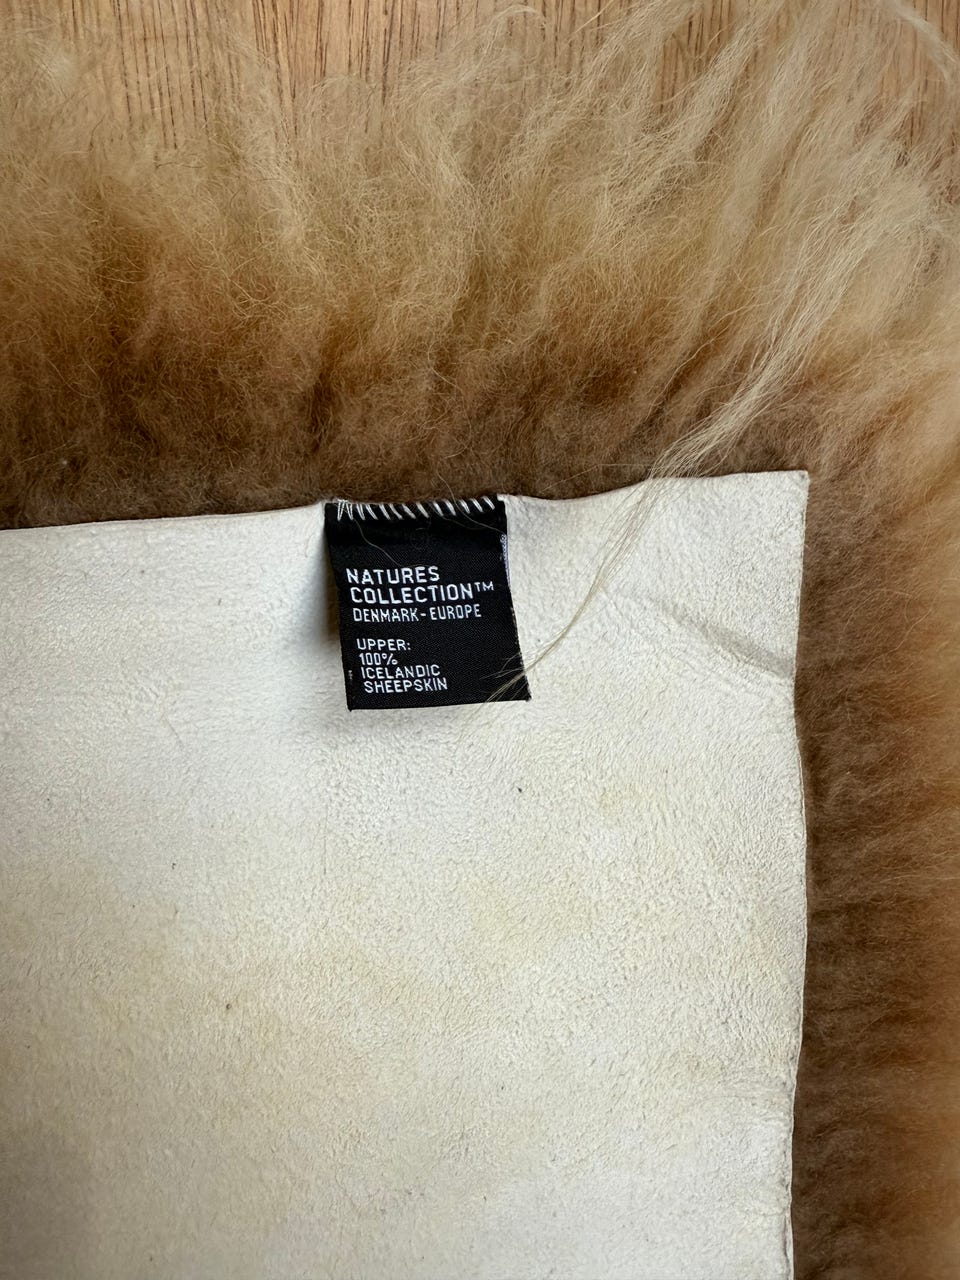 NATURES
COLLECTION™
DENMARK-EUROPE
UPPER:
100%
ICELANDIC
SHEEPSKIN